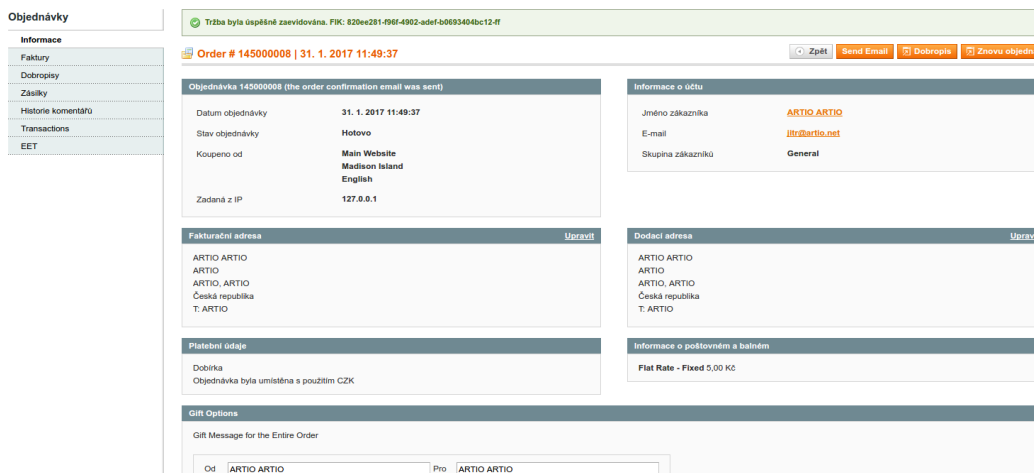 Objednávky
Informace
Faktury
Dobropisy
Zásilky
Historie komentářů
Transactions
EET
Tržba byla úspěšně zaevidována. FIK: 820ee281-f96f-4902-adef-b0693404bc12-ff
Order # 145000008 | 31. 1. 2017 11:49:37
Zpět
Send Email
Dobropis
Znovu objedn
Objednávka 145000008 (the order confirmation email was sent)
Datum objednávky 31. 1. 2017 11:49:37
Stav objednávky Hotovo
Koupeno od Main Website
Madison Island
English
Zadaná z IP 127.0.0.1
Informace o účtu
Jméno zákazníka ARTIO ARTIO
E-mail jitr@artio.net
Skupina zákazníků General
Fakturační adresa Upravit
ARTIO ARTIO
ARTIO
ARTIO, ARTIO
Česká republika
T: ARTIO
Dodací adresa Uprav
ARTIO ARTIO
ARTIO
ARTIO, ARTIO
Česká republika
T: ARTIO
Platební údaje
Dobírka
Objednávka byla umístěna s použitím CZK
Informace o poštovném a balném
Flat Rate - Fixed 5,00 Kč
Gift Options
Gift Message for the Entire Order
Od ARTIO ARTIO Pro ARTIO ARTIO